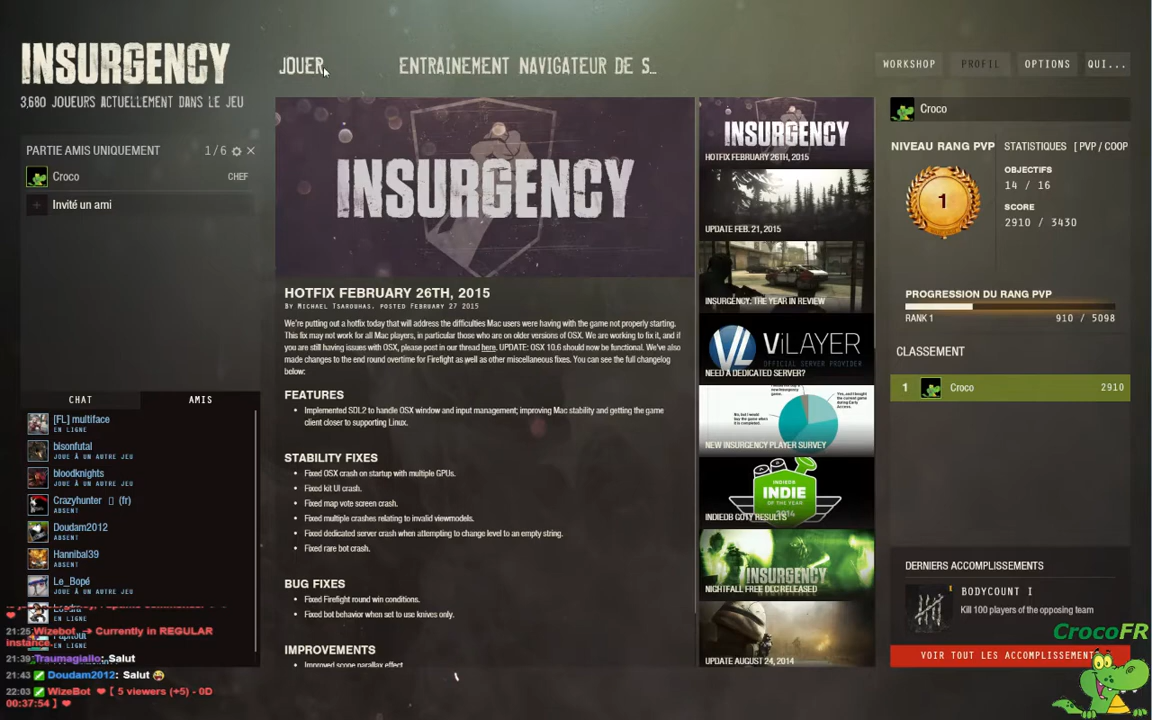 INSURGENCY
3,680 JOUEURS ACTUELLEMENT DANS LE JEU
JOUER
ENTRAINEMENT
NAVIGATEUR DE S...
WORKSHOP
PROFIL
OPTIONS
QUI...
PARTIE AMIS UNIQUEMENT 1/6
Croco CHEF
+ Invité un ami
INSURGENCY
HOTFIX FEBRUARY 26TH, 2015
BY MICHAEL TSAROUHAS, POSTED FEBRUARY 27 2015
We're putting out a hotfix today that will address the difficulties Mac users were having with the game not properly starting.
This fix may not work for all Mac players, in particular those who are on older versions of OSX. We are working to fix it, and if
you are still having issues with OSX, please post in our thread here. UPDATE: OSX 10.6 should now be functional. We've also
made changes to the end round overtime for Firefight as well as other miscellaneous fixes. You can see the full changelog
below:
FEATURES
• Implemented SDL2 to handle OSX window and input management; improving Mac stability and getting the game
client closer to supporting Linux.
STABILITY FIXES
• Fixed OSX crash on startup with multiple GPUs.
• Fixed kit UI crash.
• Fixed map vote screen crash.
• Fixed multiple crashes relating to invalid viewmodels.
• Fixed dedicated server crash when attempting to change level to an empty string.
• Fixed rare bot crash.
BUG FIXES
• Fixed Firefight round win conditions.
• Fixed bot behavior when set to use knives only.
IMPROVEMENTS
• Improved scope parallax effect
INSURGENCY
HOTFIX FEBRUARY 26TH, 2015
UPDATE FEB. 21, 2015
INSURGENCY: THE YEAR IN REVIEW
VL VILAYER
OFFICIAL SERVER PROVIDER
NEED A DEDICATED SERVER?
NEW INSURGENCY PLAYER SURVEY
INDIEDB
INDIE
OF THE YEAR
2014
INDIEDB GOTY RESULTS
INSURGENCY
NIGHTFALL FREE DLC RELEASED
UPDATE AUGUST 24, 2014
Croco
NIVEAU RANG PVP
1
STATISTIQUES [ PVP / COOP
OBJECTIFS
14 / 16
SCORE
2910 / 3430
PROGRESSION DU RANG PVP
RANK 1 910 / 5098
CLASSEMENT
1 Croco 2910
DERNIERS ACCOMPLISSEMENTS
BODYCOUNT I
Kill 100 players of the opposing team
VOIR TOUT LES ACCOMPLISSEMENT
CrocoFR
CHAT
AMIS
[FL] multiface
EN LIGNE
bisonfutal
JOUE À UN AUTRE JEU
bloodknights
JOUE À UN AUTRE JEU
Crazyhunter (fr)
ABSENT
Doudam2012
ABSENT
Hannibal39
ABSENT
Le_Bopé
JOUE À UN AUTRE JEU
EN LIGNE
21:25 Wizebot → Currently in REGULAR
instance.
21:39 Traumagiallo: Salut
21:43 Doudam2012: Salut
22:03 WizeBot ❤ [ 5 viewers (+5) - 0D
00:37:54 ] ❤